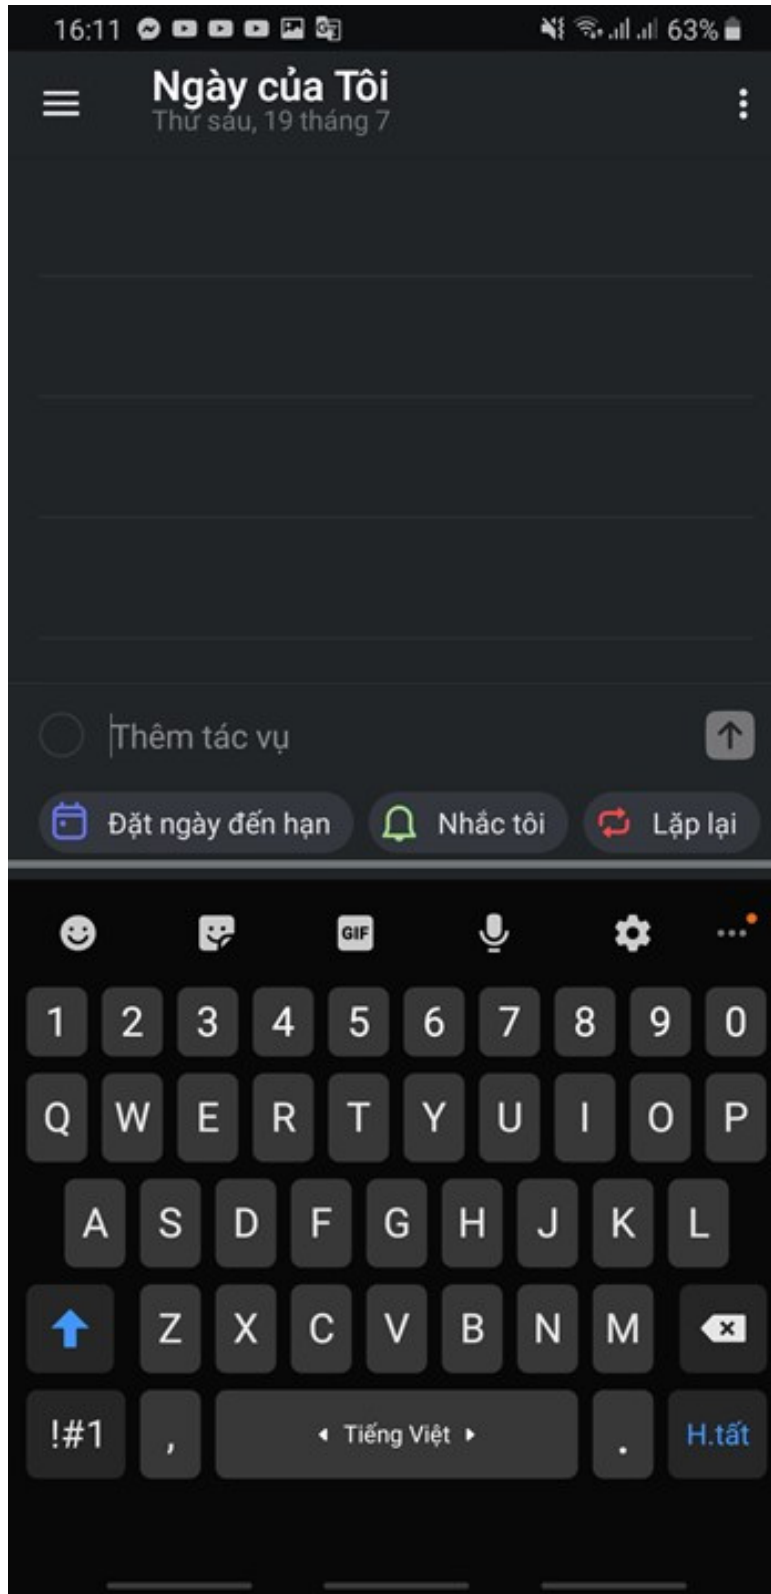 16:11 63%
Ngày của Tôi
Thứ sáu, 19 tháng 7
Thêm tác vụ
Đặt ngày đến hạn Nhắc tôi Lặp lại
GIF
1 2 3 4 5 6 7 8 9 0
Q W E R T Y U I O P
A S D F G H J K L
Z X C V B N M
!#1 , Tiếng Việt . H.tất